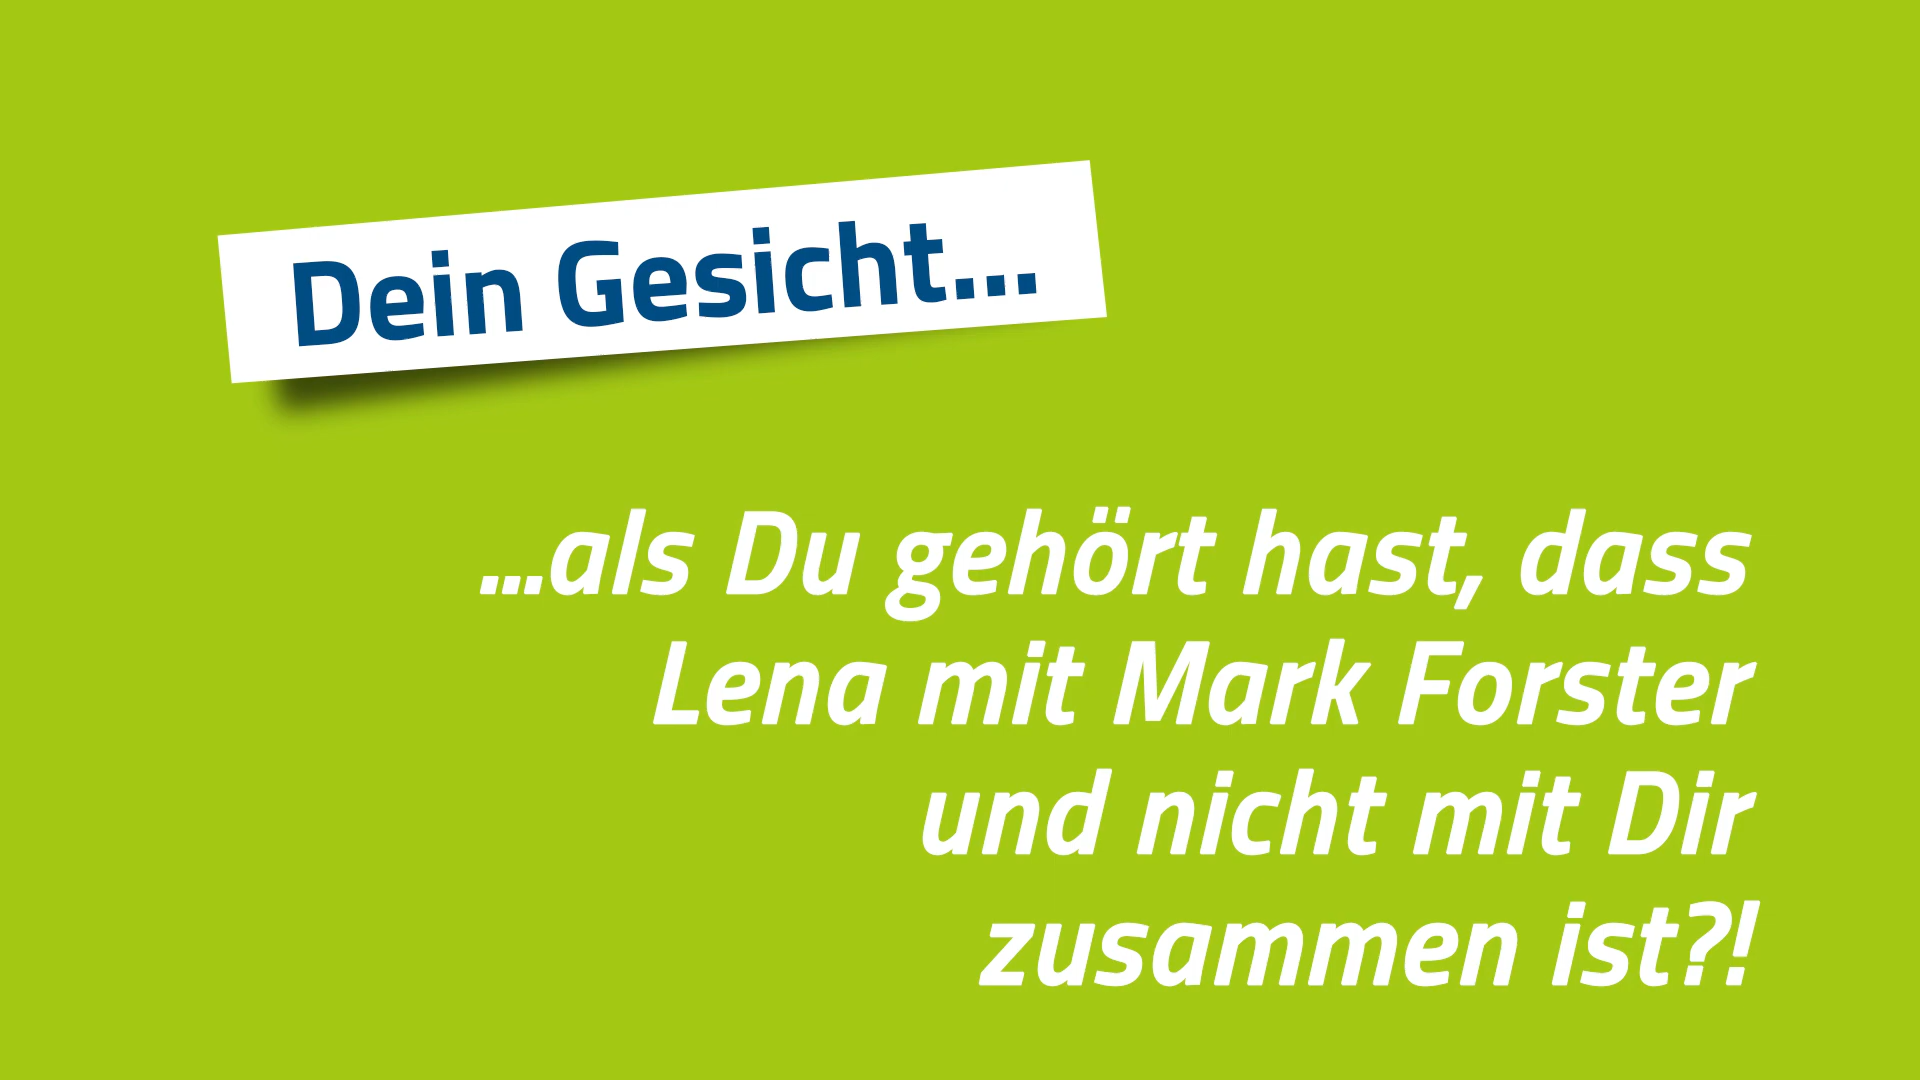 Dein Gesicht...
...als Du gehört hast, dass
Lena mit Mark Forster
und nicht mit Dir
zusammen ist?!